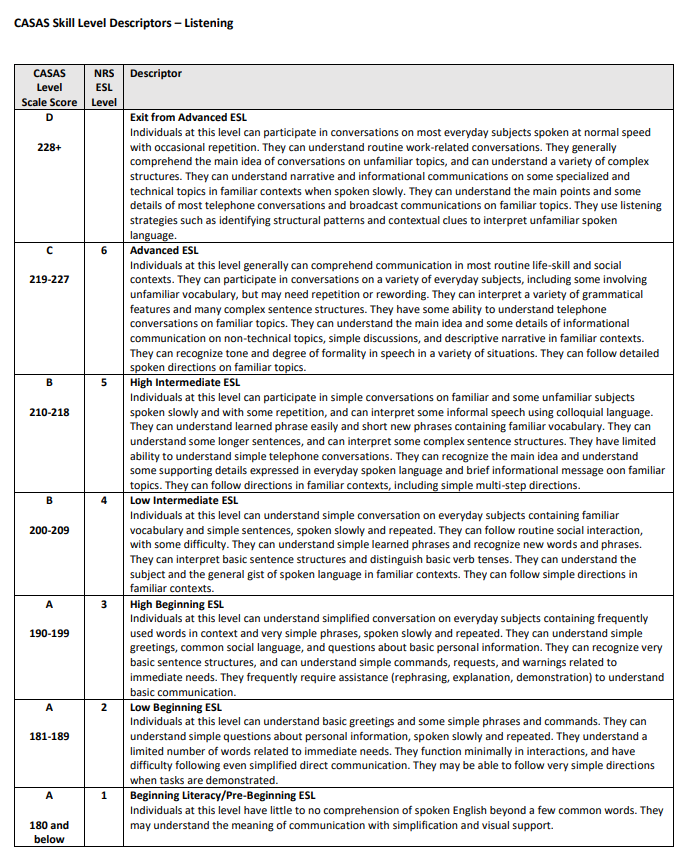 CASAS Skill Level Descriptors – Listening
CASAS Level Scale Score
NRS ESL Level
Descriptor
D
228+
Exit from Advanced ESL
Individuals at this level can participate in conversations on most everyday subjects spoken at normal speed
with occasional repetition. They can understand routine work-related conversations. They generally
comprehend the main idea of conversations on unfamiliar topics, and can understand a variety of complex
structures. They can understand narrative and informational communications on some specialized and
technical topics in familiar contexts when spoken slowly. They can understand the main points and some
details of most telephone conversations and broadcast communications on familiar topics. They use listening
strategies such as identifying structural patterns and contextual clues to interpret unfamiliar spoken
language.
C
219-227
6
Advanced ESL
Individuals at this level generally can comprehend communication in most routine life-skill and social
contexts. They can participate in conversations on a variety of everyday subjects, including some involving
unfamiliar vocabulary, but may need repetition or rewording. They can interpret a variety of grammatical
features and many complex sentence structures. They have some ability to understand telephone
conversations on familiar topics. They can understand the main idea and some details of informational
communication on non-technical topics, simple discussions, and descriptive narrative in familiar contexts.
They can recognize tone and degree of formality in speech in a variety of situations. They can follow detailed
spoken directions on familiar topics.
B
210-218
5
High Intermediate ESL
Individuals at this level can participate in simple conversations on familiar and some unfamiliar subjects
spoken slowly and with some repetition, and can interpret some informal speech using colloquial language.
They can understand learned phrase easily and short new phrases containing familiar vocabulary. They can
understand some longer sentences, and can interpret some complex sentence structures. They have limited
ability to understand simple telephone conversations. They can recognize the main idea and understand
some supporting details expressed in everyday spoken language and brief informational message oon familiar
topics. They can follow directions in familiar contexts, including simple multi-step directions.
B
200-209
4
Low Intermediate ESL
Individuals at this level can understand simple conversation on everyday subjects containing familiar
vocabulary and simple sentences, spoken slowly and repeated. They can follow routine social interaction,
with some difficulty. They can understand simple learned phrases and recognize new words and phrases.
They can interpret basic sentence structures and distinguish basic verb tenses. They can understand the
subject and the general gist of spoken language in familiar contexts. They can follow simple directions in
familiar contexts.
A
190-199
3
High Beginning ESL
Individuals at this level can understand simplified conversation on everyday subjects containing frequently
used words in context and very simple phrases, spoken slowly and repeated. They can understand simple
greetings, common social language, and questions about basic personal information. They can recognize very
basic sentence structures, and can understand simple commands, requests, and warnings related to
immediate needs. They frequently require assistance (rephrasing, explanation, demonstration) to understand
basic communication.
A
181-189
2
Low Beginning ESL
Individuals at this level can understand basic greetings and some simple phrases and commands. They can
understand simple questions about personal information, spoken slowly and repeated. They understand a
limited number of words related to immediate needs. They function minimally in interactions, and have
difficulty following even simplified direct communication. They may be able to follow very simple directions
when tasks are demonstrated.
A
180 and
below
1
Beginning Literacy/Pre-Beginning ESL
Individuals at this level have little to no comprehension of spoken English beyond a few common words. They
may understand the meaning of communication with simplification and visual support.